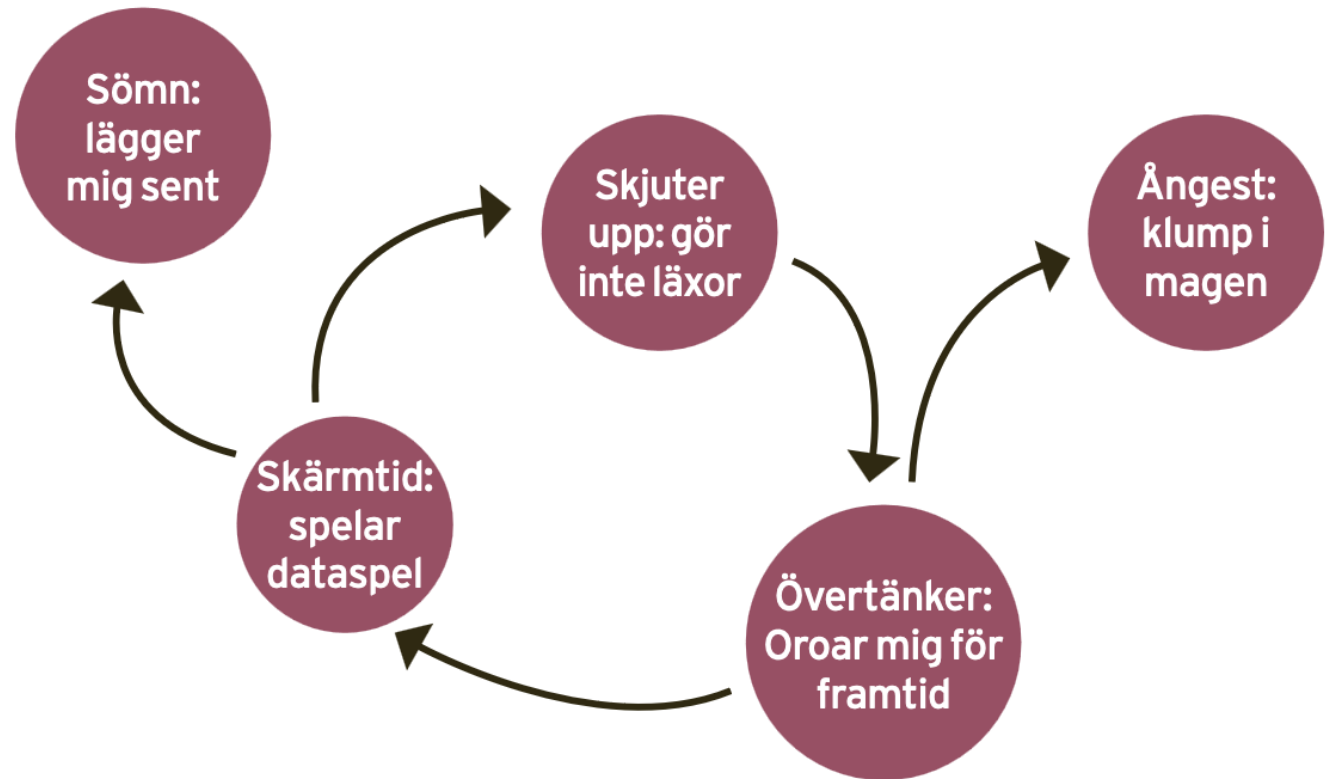 Sömn:
lägger
mig sent
Skjuter
upp: gör
inte läxor
Ångest:
klump i
magen
Skärmtid:
spelar
dataspel
Övertänker:
Oroar mig för
framtid